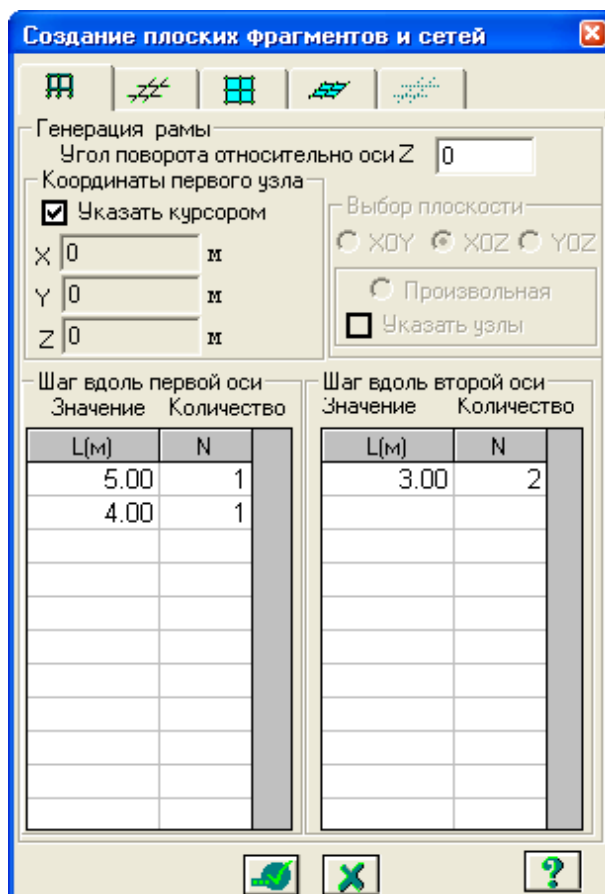 Создание плоских фрагментов и сетей
Генерация рамы
Угол поворота относительно оси Z 0
Координаты первого узла
Указать курсором
X 0 м
Y 0 м
Z 0 м
Выбор плоскости
XOY XOZ YOZ
Произвольная
Указать узлы
Шаг вдоль первой оси
Значение Количество
L(м) N
5.00 1
4.00 1
Шаг вдоль второй оси
Значение Количество
L(м) N
3.00 2
?